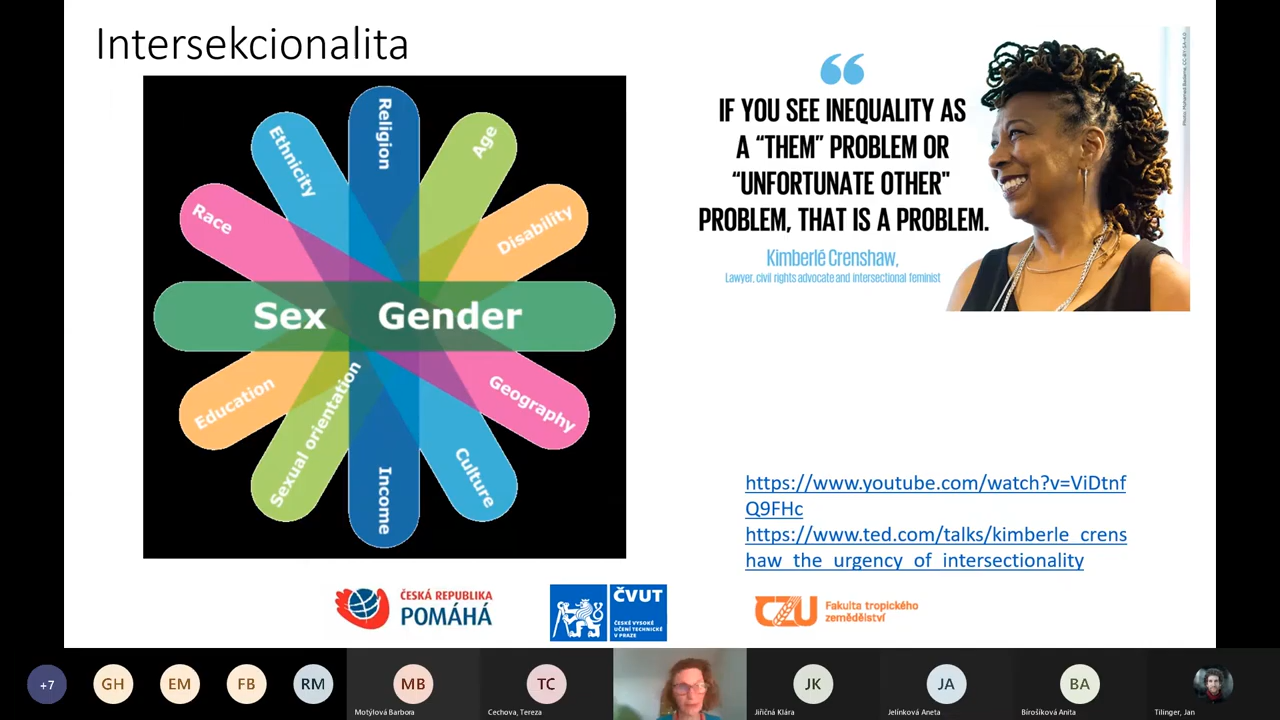 Intersekcionalita
Religion
Age
Ethnicity
Disability
Race
Sex Gender
Education
Geography
Sexual orientation
Income
Culture
“
IF YOU SEE INEQUALITY AS
A “THEM” PROBLEM OR
“UNFORTUNATE OTHER"
PROBLEM, THAT IS A PROBLEM.
Kimberlé Crenshaw,
Lawyer, civil rights advocate and intersectional feminist
https://www.youtube.com/watch?v=ViDtnf
Q9FHc
https://www.ted.com/talks/kimberle_crens
haw_the_urgency_of_intersectionality
ČESKÁ REPUBLIKA
POMÁHÁ
ČVUT
ČESKÉ VYSOKÉ
UČENÍ TECHNICKÉ
V PRAZE
CZU
Fakulta tropického
zemědělství
+7
GH
EM
FB
RM
MB
Motýlová Barbora
TC
Cechova, Tereza
JK
Jiřičná Klára
JA
Jelínková Aneta
BA
Birošíková Anita
Tilinger, Jan